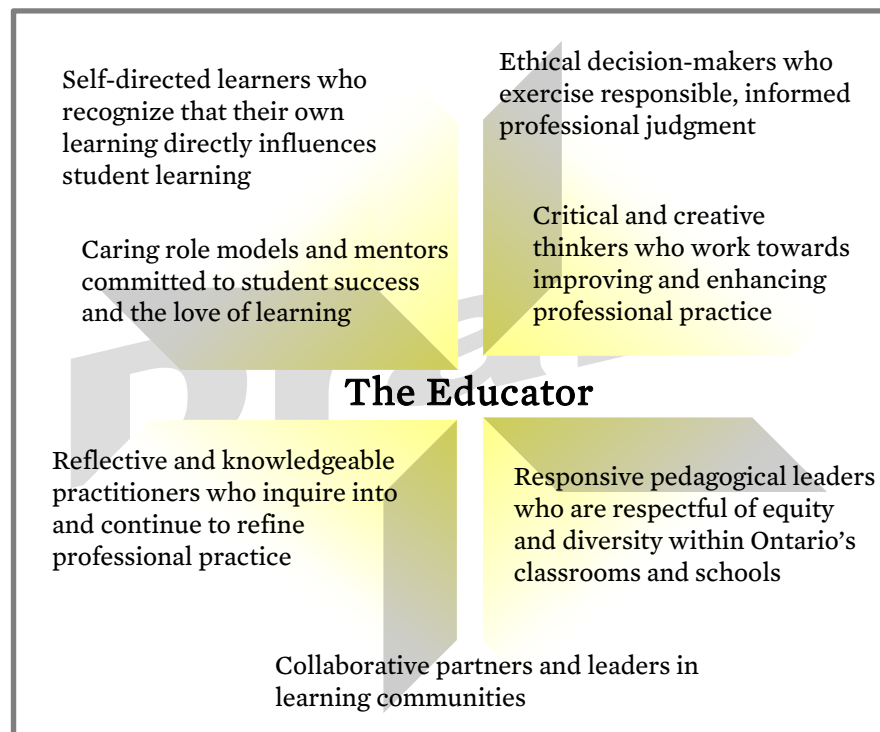 Self-directed learners who
recognize that their own
learning directly influences
student learning
Ethical decision-makers who
exercise responsible, informed
professional judgment
Caring role models and mentors
committed to student success
and the love of learning
Critical and creative
thinkers who work towards
improving and enhancing
professional practice
Draft
The Educator
Reflective and knowledgeable
practitioners who inquire into
and continue to refine
professional practice
Responsive pedagogical leaders
who are respectful of equity
and diversity within Ontario’s
classrooms and schools
Collaborative partners and leaders in
learning communities